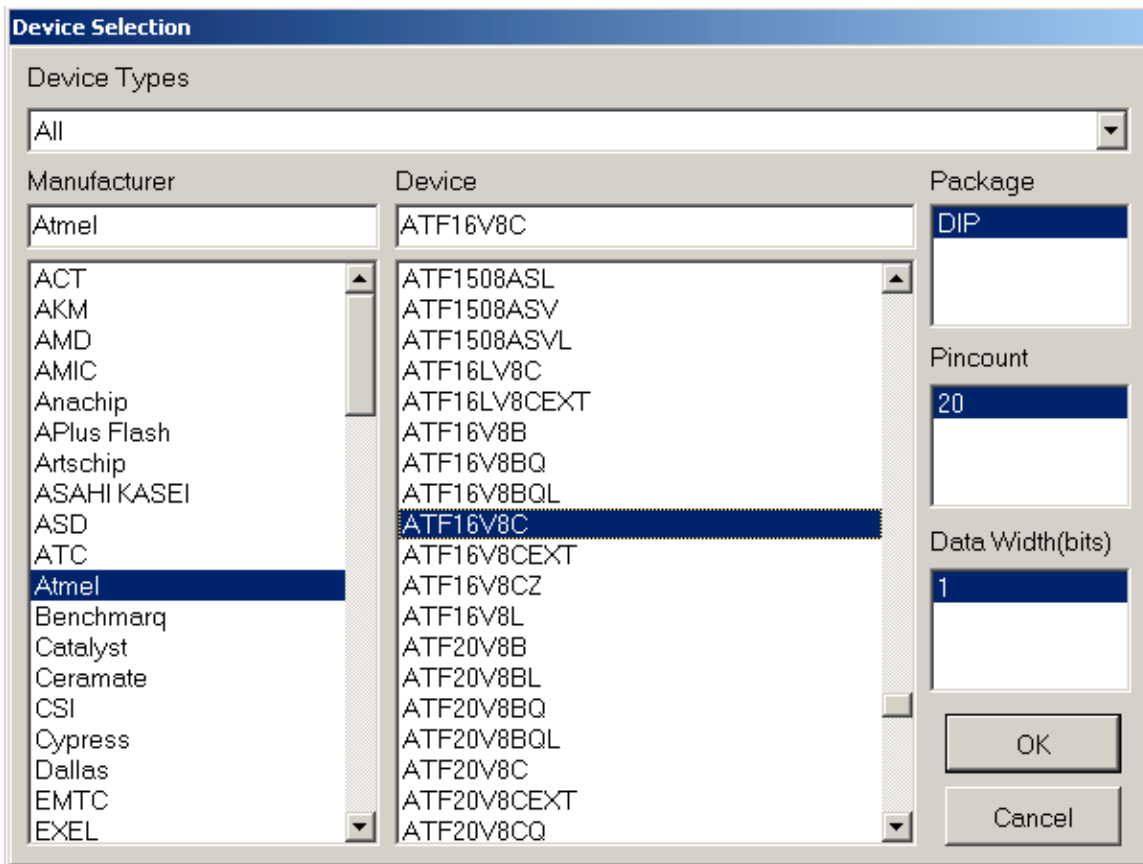 Device Selection
Device Types
All
Manufacturer
Atmel
ACT
AKM
AMD
AMIC
Anachip
APlus Flash
Artschip
ASAHI KASEI
ASD
ATC
Atmel
Benchmarq
Catalyst
Ceramate
CSI
Cypress
Dallas
EMTC
EXEL
Device
ATF16V8C
ATF1508ASL
ATF1508ASV
ATF1508ASVL
ATF16LV8C
ATF16LV8CEXT
ATF16V8B
ATF16V8BQ
ATF16V8BQL
ATF16V8C
ATF16V8CEXT
ATF16V8CZ
ATF16V8L
ATF20V8B
ATF20V8BL
ATF20V8BQ
ATF20V8BQL
ATF20V8C
ATF20V8CEXT
ATF20V8CQ
Package
DIP
Pincount
20
Data Width(bits)
1
OK
Cancel